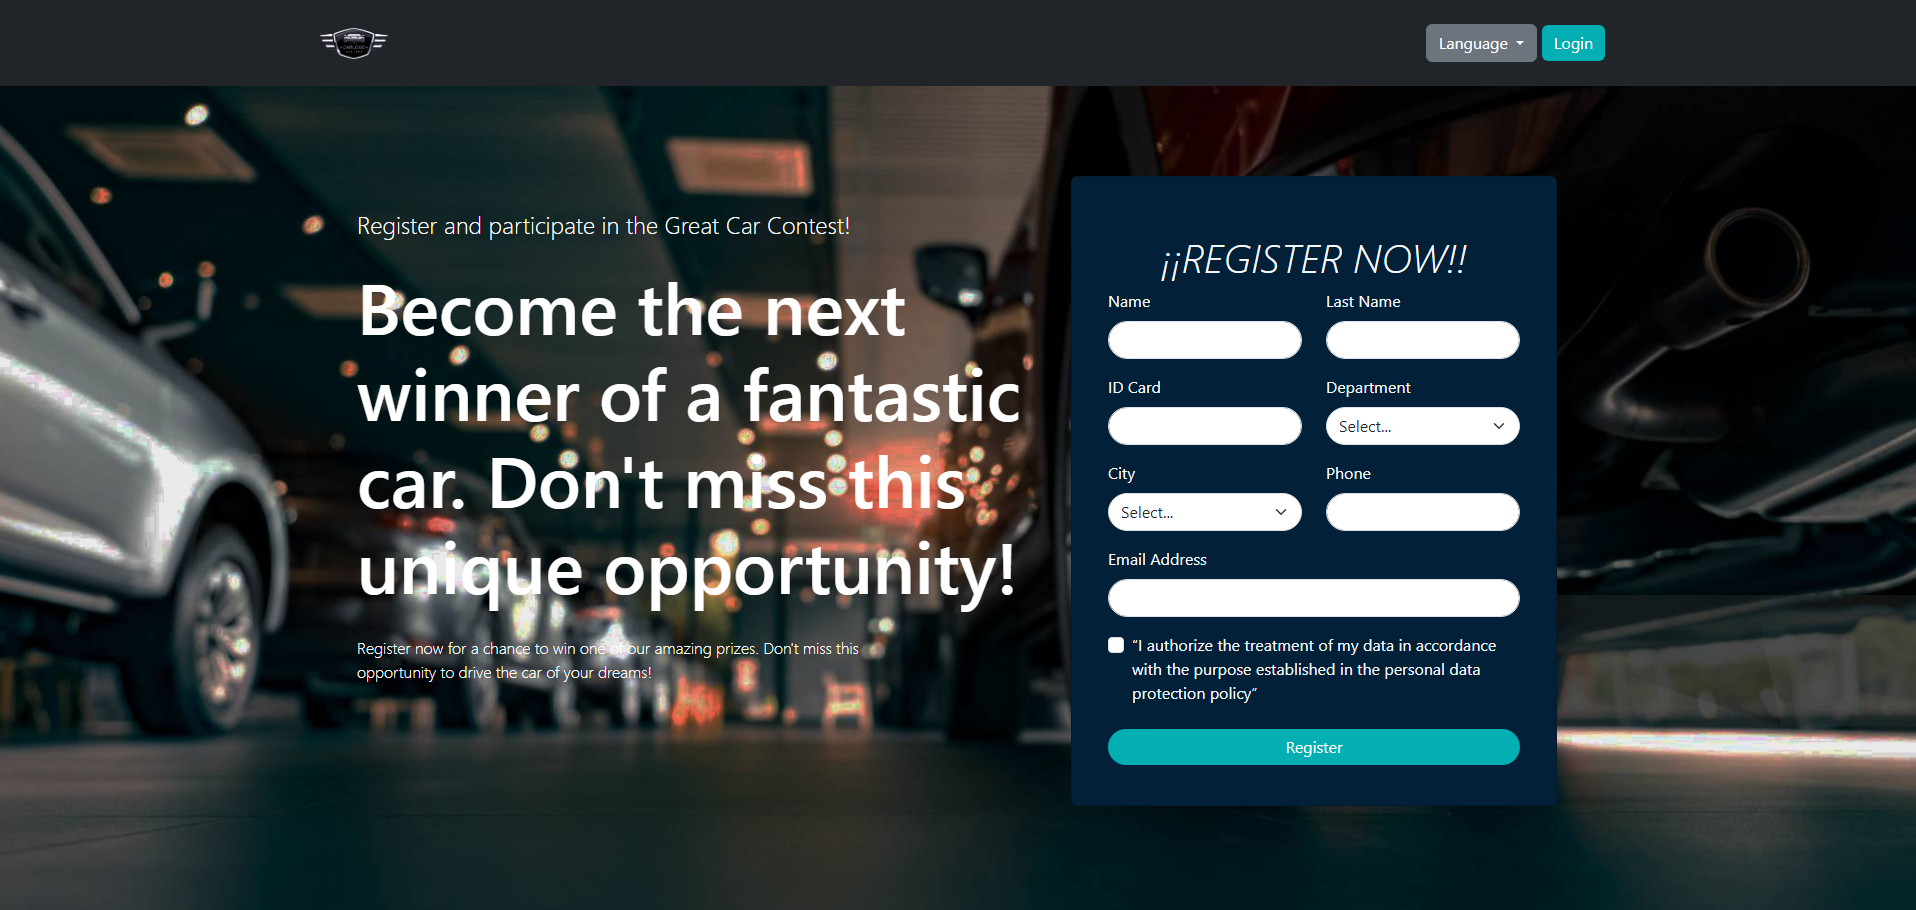 Language
Login
Register and participate in the Great Car Contest!
Become the next
winner of a fantastic
car. Don't miss this
unique opportunity!
Register now for a chance to win one of our amazing prizes. Don't miss this
opportunity to drive the car of your dreams!
¡¡REGISTER NOW!!
Name
Last Name
ID Card
Department
Select...
City
Phone
Select...
Email Address
“I authorize the treatment of my data in accordance
with the purpose established in the personal data
protection policy”
Register